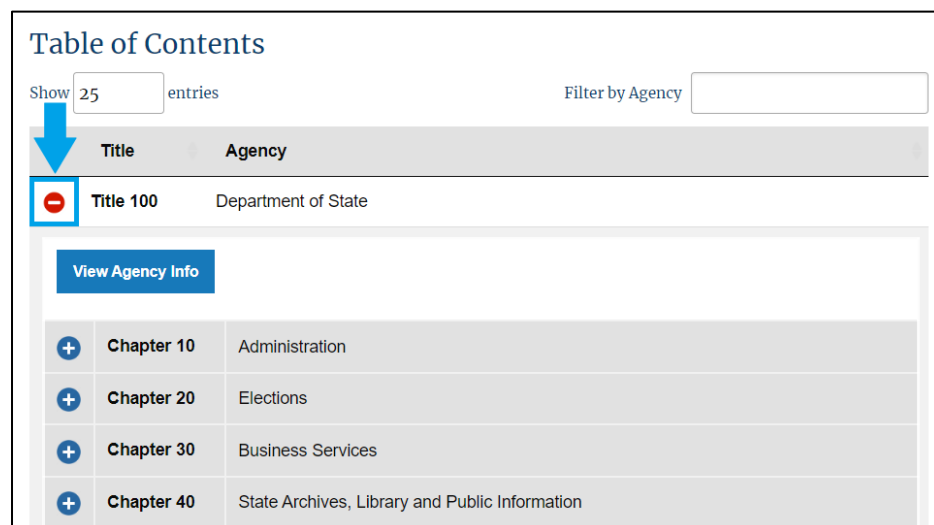 Table of Contents
Show 25 entries Filter by Agency
Title Agency
Title 100 Department of State
View Agency Info
Chapter 10 Administration
Chapter 20 Elections
Chapter 30 Business Services
Chapter 40 State Archives, Library and Public Information